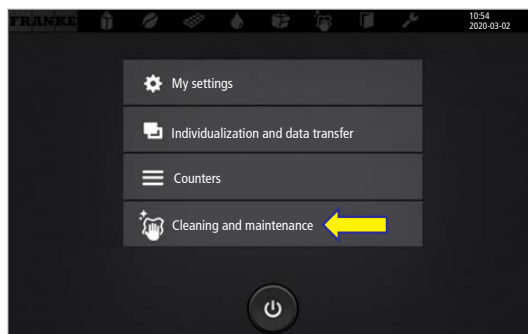 FRANKE
10:54
2020-03-02
My settings
Individualization and data transfer
Counters
Cleaning and maintenance